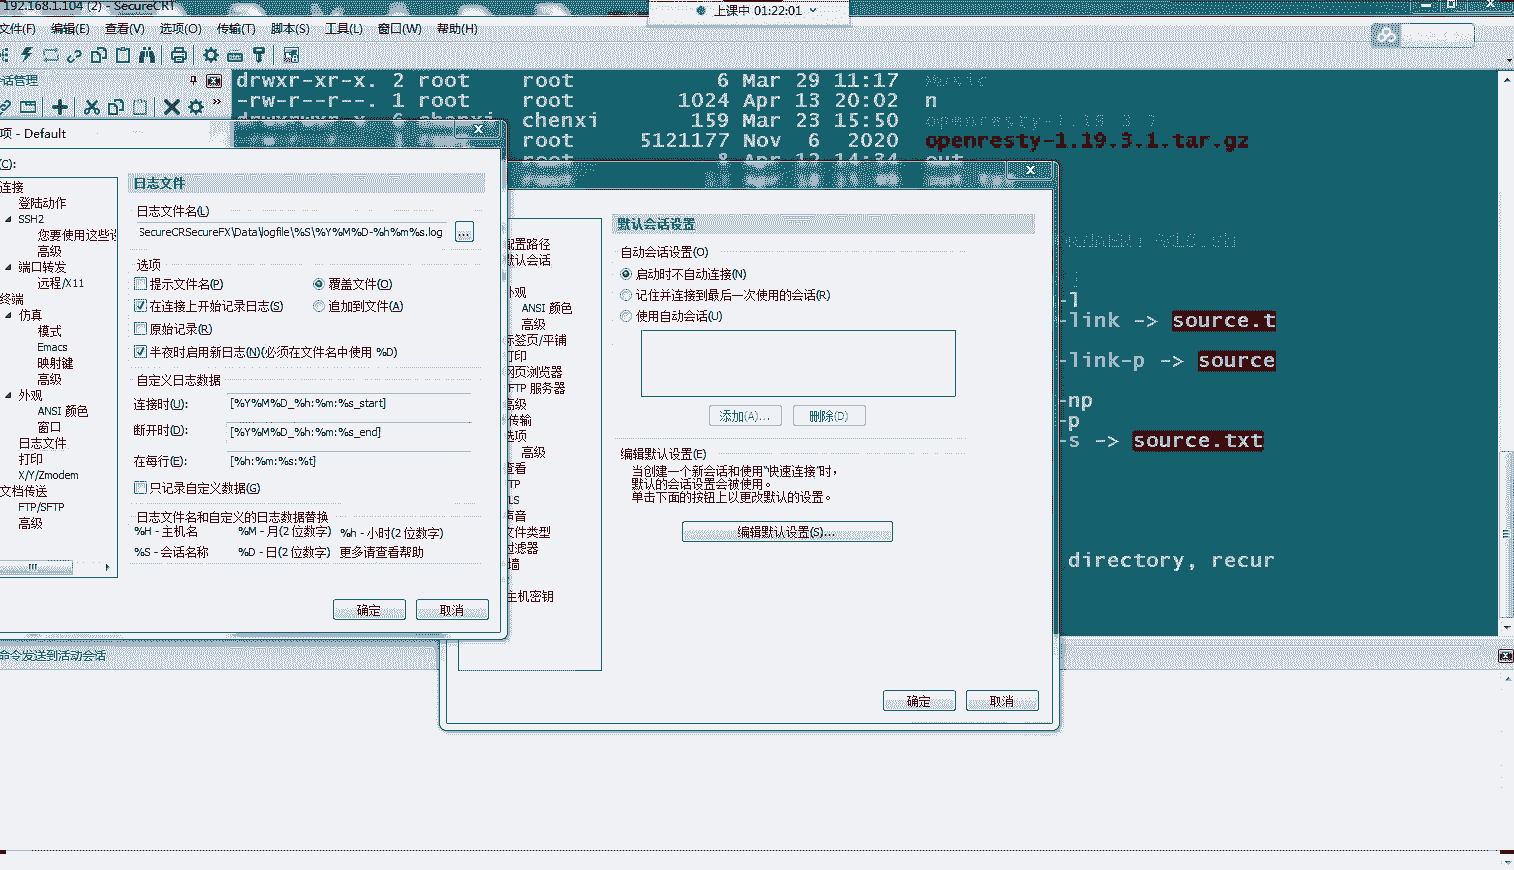 192.168.1.104 (2) - SecureCRT
上课中 01:22:01
文件(F) 编辑(E) 查看(V) 选项(O) 传输(T) 脚本(S) 工具(L) 窗口(W) 帮助(H)
话管理
drwxr-xr-x. 2 root root 6 Mar 29 11:17 music
-rw-r--r--. 1 root root 1024 Apr 13 20:02 n
drwxrwxr-x 6 chenxi chenxi 159 Mar 23 15:50
root 5121177 Nov 6 2020 openresty-1.19.3.1.tar.gz
root 8 Apr 12 14:34 out
-l
-link -> source.t
-link-p -> source
-np
-p
-s -> source.txt
directory, recur
项 - Default
(C):
连接
登陆动作
SSH2
您要使用这些设
高级
端口转发
远程/X11
终端
仿真
模式
Emacs
映射键
高级
外观
ANSI 颜色
窗口
日志文件
打印
X/Y/Zmodem
文档传送
FTP/SFTP
高级
日志文件
日志文件名(L)
SecureCRSecureFX\Data\logfile\%S\%Y%M%D-%h%m%s.log
...
选项
提示文件名(P) 覆盖文件(O)
在连接上开始记录日志(S) 追加到文件(A)
原始记录(R)
半夜时启用新日志(N)(必须在文件名中使用 %D)
自定义日志数据
连接时(U): [%Y%M%D_%h:%m:%s_start]
断开时(D): [%Y%M%D_%h:%m:%s_end]
在每行(E): [%h:%m:%s:%t]
只记录自定义数据(G)
日志文件名和自定义的日志数据替换
%H - 主机名 %M - 月(2 位数字) %h - 小时(2 位数字)
%S - 会话名称 %D - 日(2 位数字) 更多请查看帮助
确定 取消
配置路径
默认会话
外观
ANSI 颜色
高级
标签页/平铺
打印
网页浏览器
FTP 服务器
高级
传输
选项
高级
查看
TP
LS
声音
文件类型
过滤器
墙
主机密钥
默认会话设置
自动会话设置(O)
启动时不自动连接(N)
记住并连接到最后一次使用的会话(R)
使用自动会话(U)
添加(A)... 删除(D)
编辑默认设置(E)
当创建一个新会话和使用“快速连接”时，
默认的会话设置会被使用。
单击下面的按钮上以更改默认的设置。
编辑默认设置(S)...
确定 取消
命令发送到活动会话